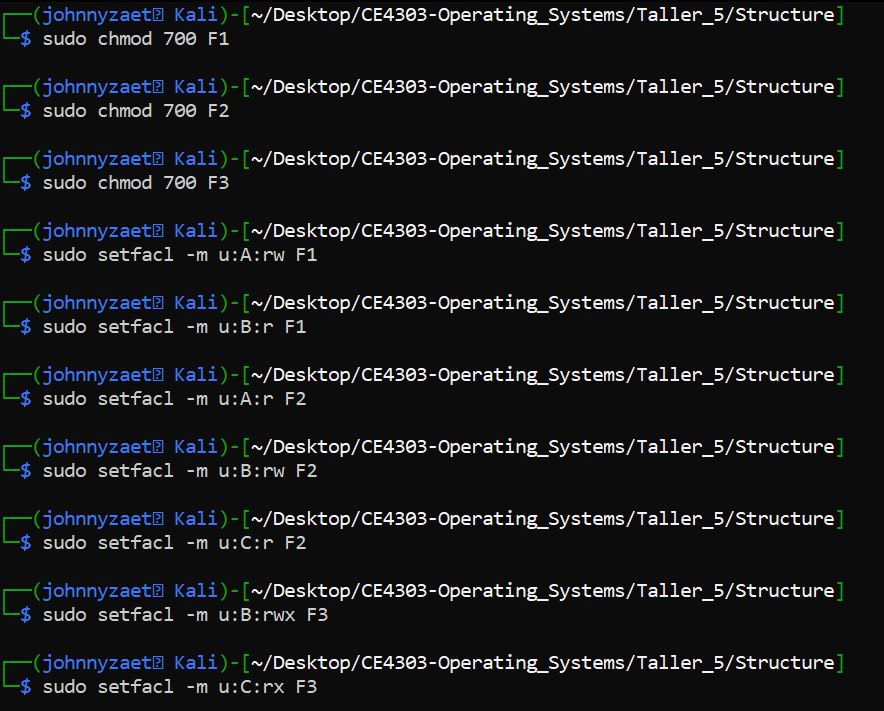 ┌──(johnnyzaet㉿ Kali)-[~/Desktop/CE4303-Operating_Systems/Taller_5/Structure]
└─$ sudo chmod 700 F1
┌──(johnnyzaet㉿ Kali)-[~/Desktop/CE4303-Operating_Systems/Taller_5/Structure]
└─$ sudo chmod 700 F2
┌──(johnnyzaet㉿ Kali)-[~/Desktop/CE4303-Operating_Systems/Taller_5/Structure]
└─$ sudo chmod 700 F3
┌──(johnnyzaet㉿ Kali)-[~/Desktop/CE4303-Operating_Systems/Taller_5/Structure]
└─$ sudo setfacl -m u:A:rw F1
┌──(johnnyzaet㉿ Kali)-[~/Desktop/CE4303-Operating_Systems/Taller_5/Structure]
└─$ sudo setfacl -m u:B:r F1
┌──(johnnyzaet㉿ Kali)-[~/Desktop/CE4303-Operating_Systems/Taller_5/Structure]
└─$ sudo setfacl -m u:A:r F2
┌──(johnnyzaet㉿ Kali)-[~/Desktop/CE4303-Operating_Systems/Taller_5/Structure]
└─$ sudo setfacl -m u:B:rw F2
┌──(johnnyzaet㉿ Kali)-[~/Desktop/CE4303-Operating_Systems/Taller_5/Structure]
└─$ sudo setfacl -m u:C:r F2
┌──(johnnyzaet㉿ Kali)-[~/Desktop/CE4303-Operating_Systems/Taller_5/Structure]
└─$ sudo setfacl -m u:B:rwx F3
┌──(johnnyzaet㉿ Kali)-[~/Desktop/CE4303-Operating_Systems/Taller_5/Structure]
└─$ sudo setfacl -m u:C:rx F3